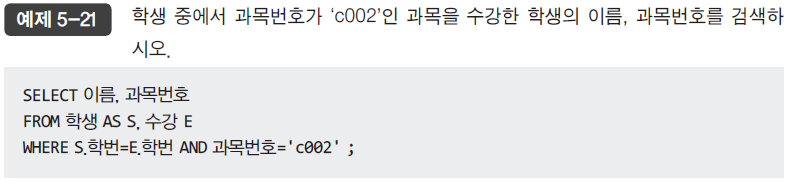 예제 5-21 학생 중에서 과목번호가 ‘c002’인 과목을 수강한 학생의 이름, 과목번호를 검색하
시오.
SELECT 이름, 과목번호
FROM 학생 AS S, 수강 E
WHERE S.학번=E.학번 AND 과목번호='c002' ;